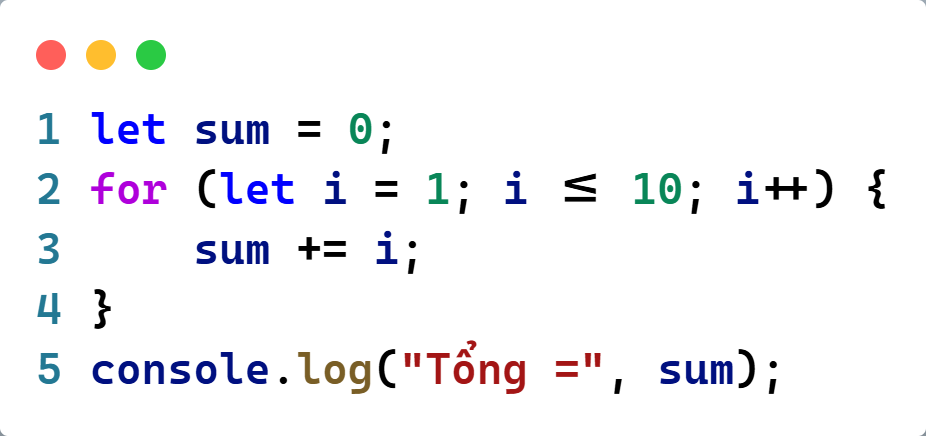 1 let sum = 0;
2 for (let i = 1; i <= 10; i++) {
3     sum += i;
4 }
5 console.log("Tổng =", sum);